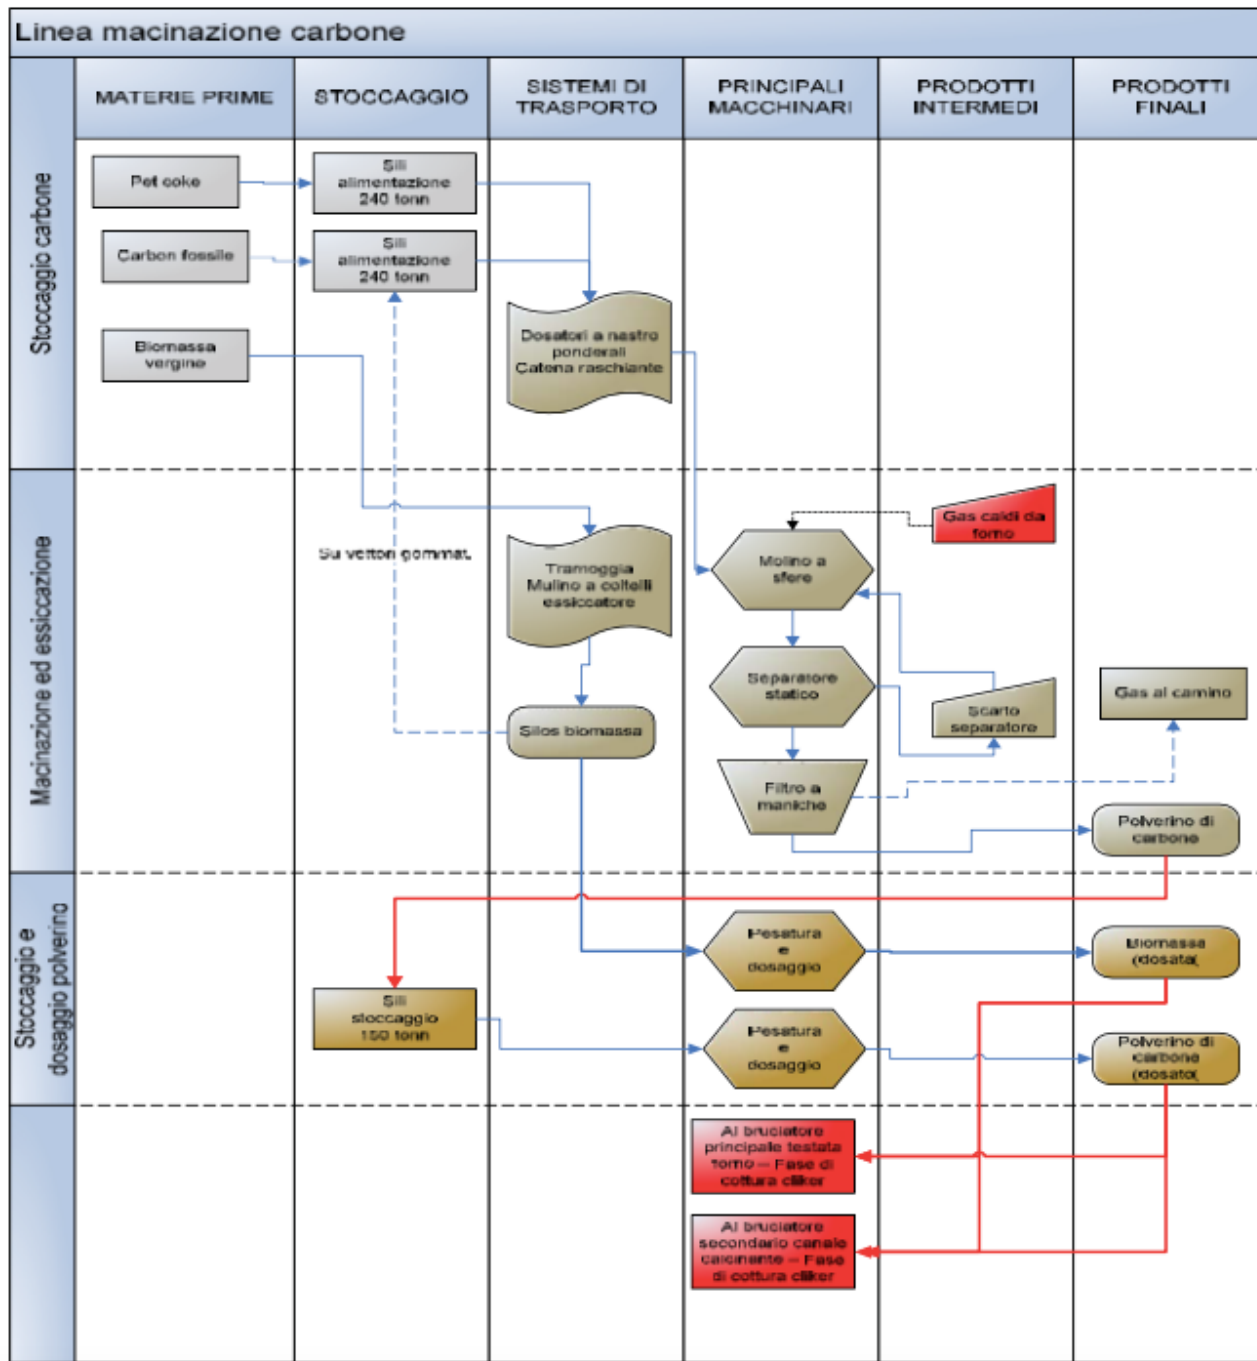 Linea macinazione carbone
MATERIE PRIME
STOCCAGGIO
SISTEMI DI
TRASPORTO
PRINCIPALI
MACCHINARI
PRODOTTI
INTERMEDI
PRODOTTI
FINALI
Stoccaggio carbone
Pet coke
Sili
alimentazione
240 tonn
Carbon fossile
Sili
alimentazione
240 tonn
Biomassa
vergine
Dosatori a nastro
ponderali
Catena raschiante
Macinazione ed essiccazione
Gas caldi da
forno
Su vettori gommat.
Tramoggia
Mulino a coltelli
essiccatore
Molino a
sfere
Separatore
statico
Scarto
separatore
Gas al camino
Silos biomassa
Filtro a
maniche
Polverino di
carbone
Stoccaggio e
dosaggio polverino
Pesatura
e
dosaggio
Biomassa
(dosata(
Sili
stoccaggio
150 tonn
Pesatura
e
dosaggio
Polverino di
carbone
(dosato(
Al bruciatore
principale testata
forno – Fase di
cottura cliker
Al bruciatore
secondario canale
calcinante – Fase
di cottura cliker